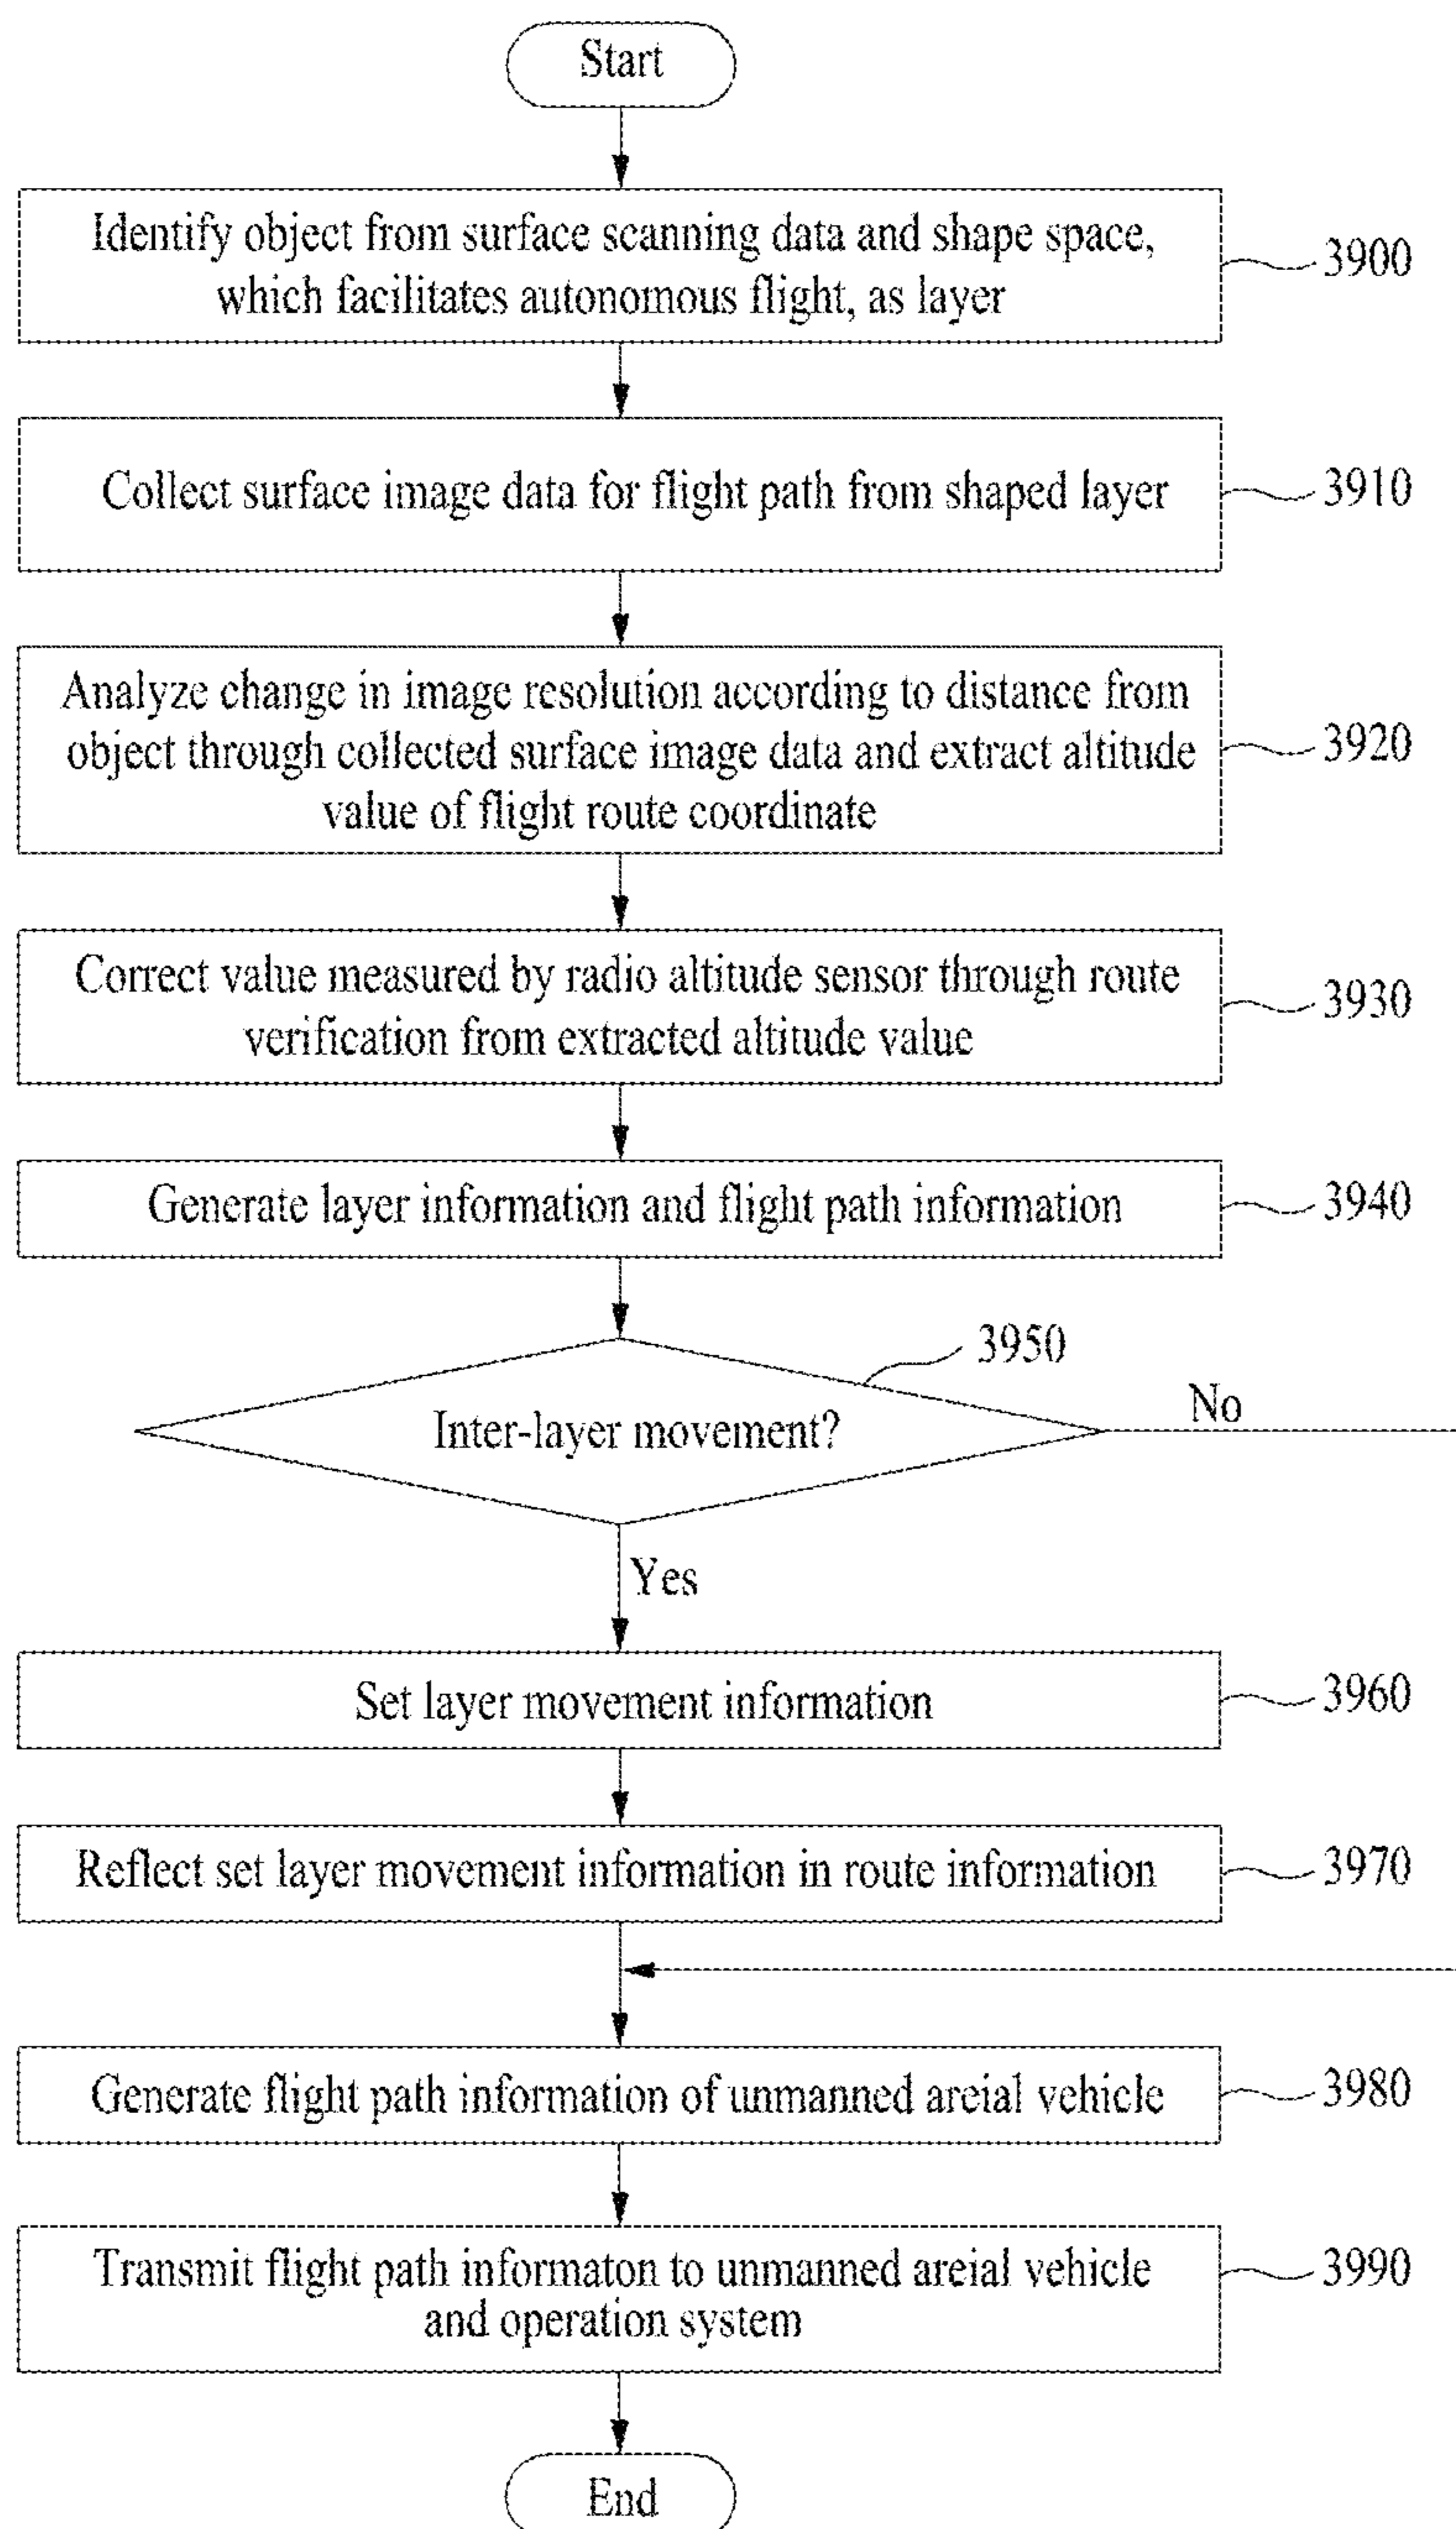 Start
Identify object from surface scanning data and shape space,
which facilitates autonomous flight, as layer
3900
Collect surface image data for flight path from shaped layer
3910
Analyze change in image resolution according to distance from
object through collected surface image data and extract altitude
value of flight route coordinate
3920
Correct value measured by radio altitude sensor through route
verification from extracted altitude value
3930
Generate layer information and flight path information
3940
3950
Inter-layer movement?
No
Yes
Set layer movement information
3960
Reflect set layer movement information in route information
3970
Generate flight path information of unmanned areial vehicle
3980
Transmit flight path informaton to unmanned areial vehicle
and operation system
3990
End